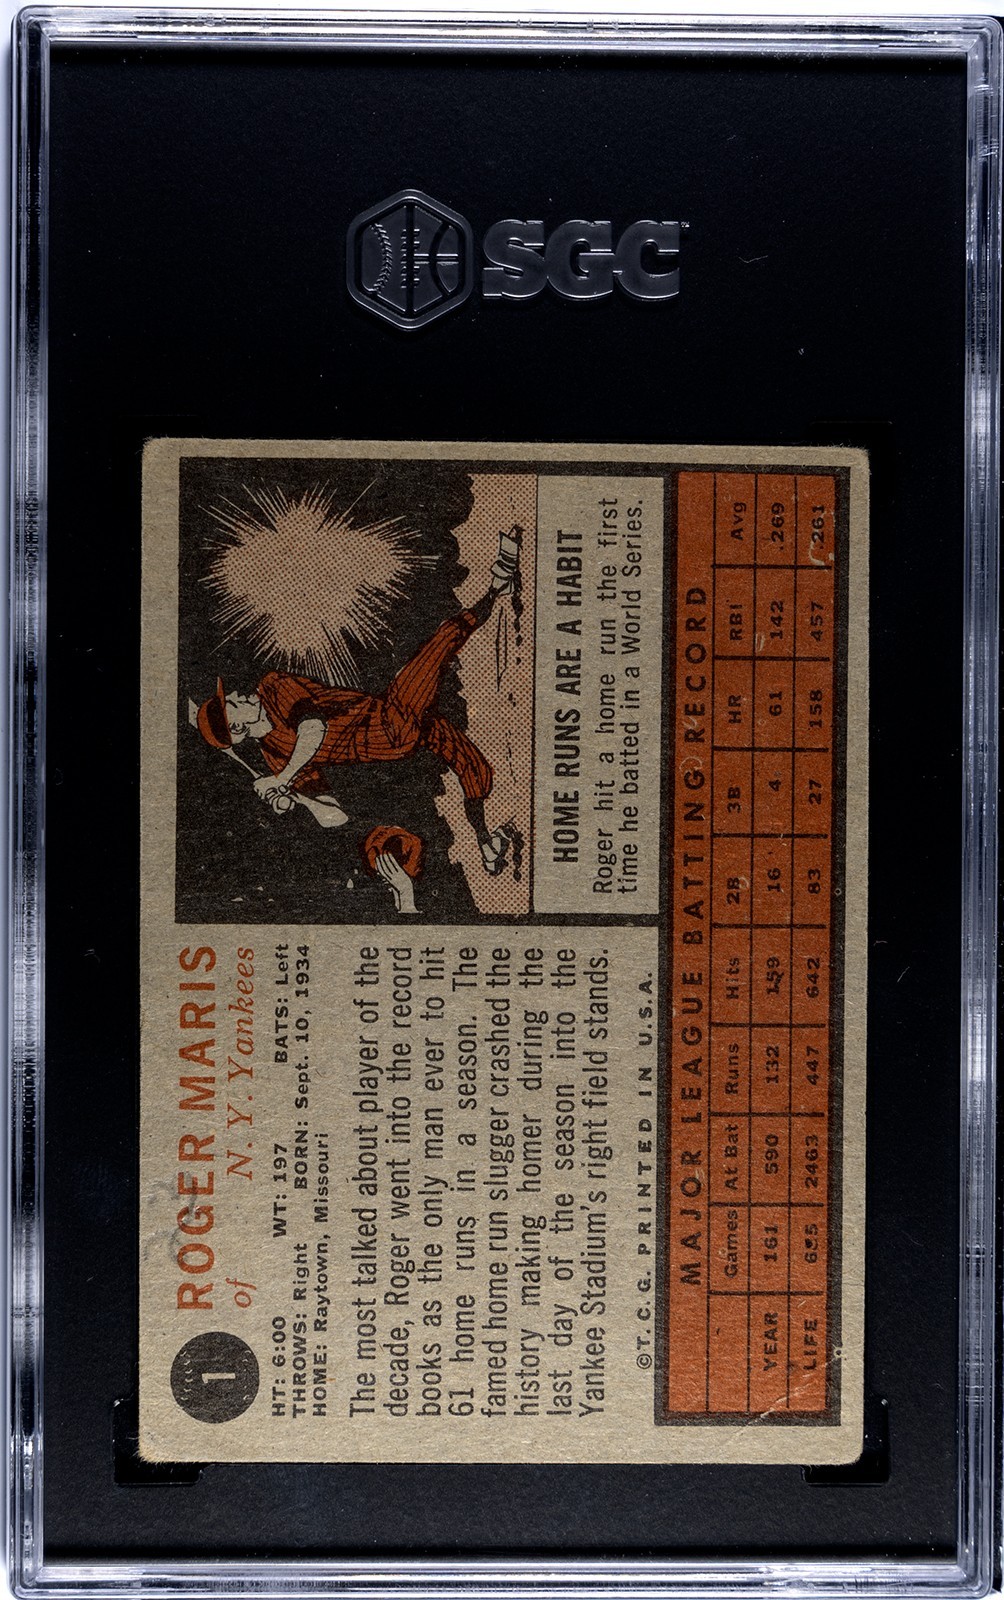 SGC
1
ROGER MARIS
of N. Y. Yankees
HT: 6:00 WT: 197 BATS: Left
THROWS: Right BORN: Sept. 10, 1934
HOME: Raytown, Missouri
The most talked about player of the
decade, Roger went into the record
books as the only man ever to hit
61 home runs in a season. The
famed home run slugger crashed the
history making homer during the
last day of the season into the
Yankee Stadium's right field stands.
©T.C.G. PRINTED IN U.S.A.
HOME RUNS ARE A HABIT
Roger hit a home run the first
time he batted in a World Series.
MAJOR LEAGUE BATTING RECORD
Games At Bat Runs Hits 2B 3B HR RBI Avg
YEAR 161 590 132 159 16 4 61 142 .269
LIFE 2463 447 642 83 27 158 457 .261